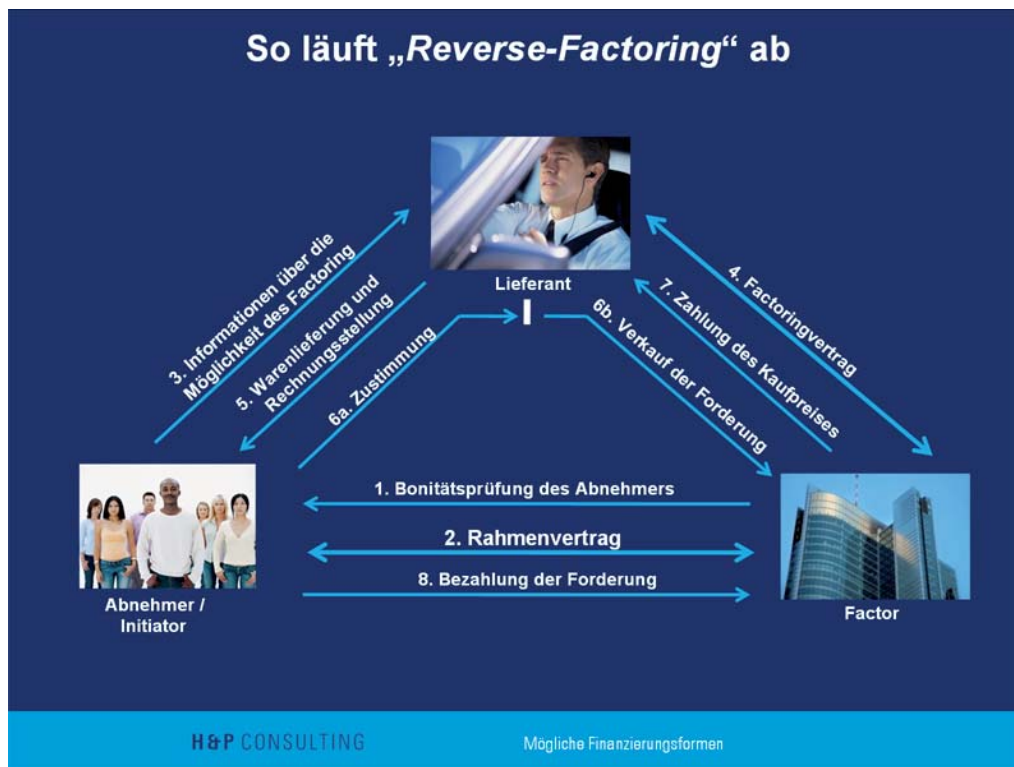 So läuft „Reverse-Factoring“ ab
Lieferant
3. Informationen über die
Möglichkeit des Factoring
5. Warenlieferung und
Rechnungsstellung
6a. Zustimmung
6b. Verkauf der Forderung
7. Zahlung des Kaufpreises
4. Factoringvertrag
1. Bonitätsprüfung des Abnehmers
2. Rahmenvertrag
8. Bezahlung der Forderung
Abnehmer /
Initiator
Factor
H&P CONSULTING
Mögliche Finanzierungsformen